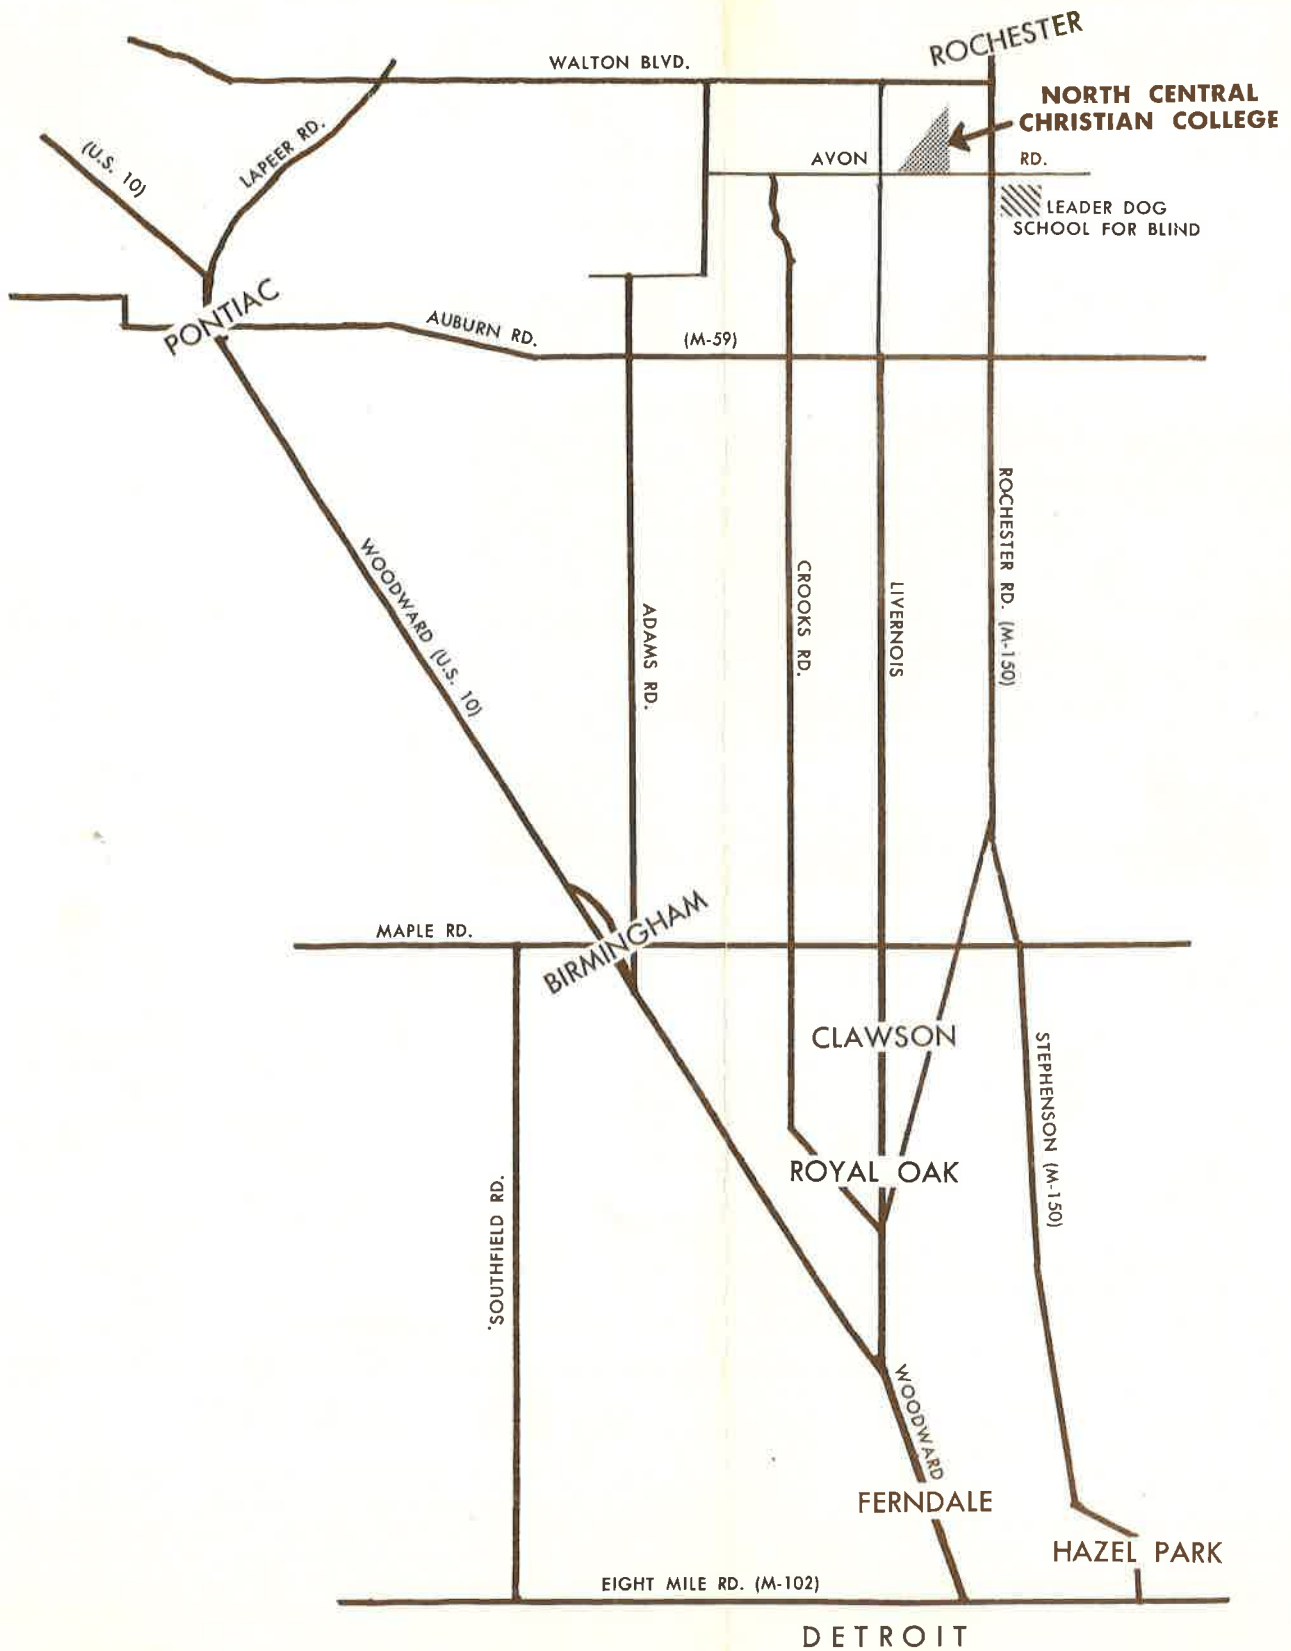 ROCHESTER
WALTON BLVD.
NORTH CENTRAL
CHRISTIAN COLLEGE
(U.S. 10)
LAPEER RD.
AVON RD.
LEADER DOG
SCHOOL FOR BLIND
PONTIAC
AUBURN RD.
(M-59)
WOODWARD (U.S. 10)
ADAMS RD.
CROOKS RD.
LIVERNOIS
ROCHESTER RD. (M-150)
MAPLE RD.
BIRMINGHAM
CLAWSON
STEPHENSON (M-150)
ROYAL OAK
SOUTHFIELD RD.
WOODWARD
FERNDALE
HAZEL PARK
EIGHT MILE RD. (M-102)
DETROIT